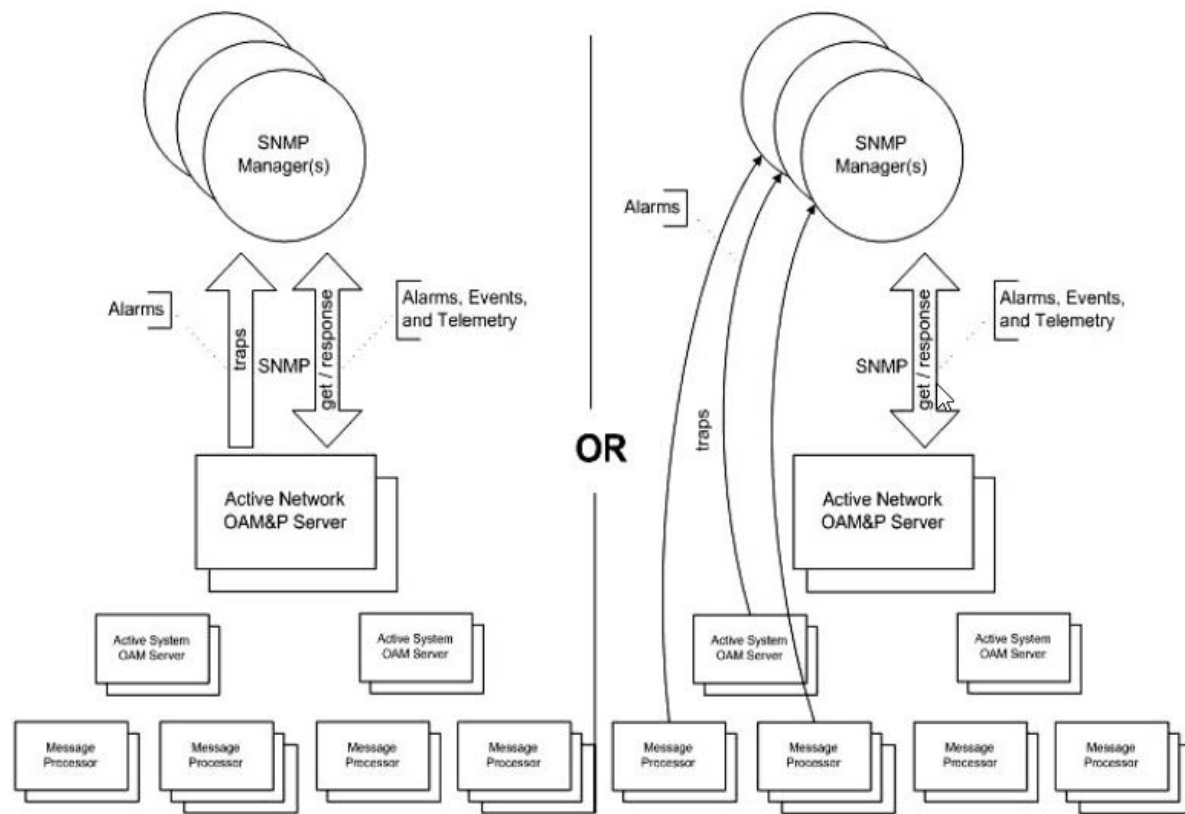 SNMP
Manager(s)
Alarms
traps
SNMP
get / response
Alarms, Events,
and Telemetry
Active Network
OAM&P Server
Active System
OAM Server
Active System
OAM Server
Message
Processor
Message
Processor
Message
Processor
Message
Processor
OR
SNMP
Manager(s)
Alarms
traps
SNMP
get / response
Alarms, Events,
and Telemetry
Active Network
OAM&P Server
Active System
OAM Server
Active System
OAM Server
Message
Processor
Message
Processor
Message
Processor
Message
Processor